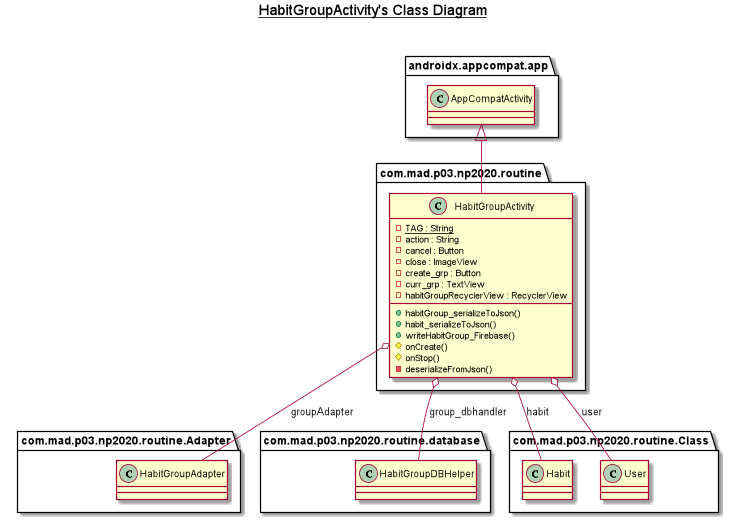 HabitGroupActivity's Class Diagram
androidx.appcompat.app
C AppCompatActivity
com.mad.p03.np2020.routine
C HabitGroupActivity
TAG : String
action : String
cancel : Button
close : ImageView
create_grp : Button
curr_grp : TextView
habitGroupRecyclerView : RecyclerView
habitGroup_serializeToJson()
habit_serializeToJson()
writeHabitGroup_Firebase()
onCreate()
onStop()
deserializeFromJson()
groupAdapter
group_dbhandler
habit
user
com.mad.p03.np2020.routine.Adapter
C HabitGroupAdapter
com.mad.p03.np2020.routine.database
C HabitGroupDBHelper
com.mad.p03.np2020.routine.Class
C Habit
C User